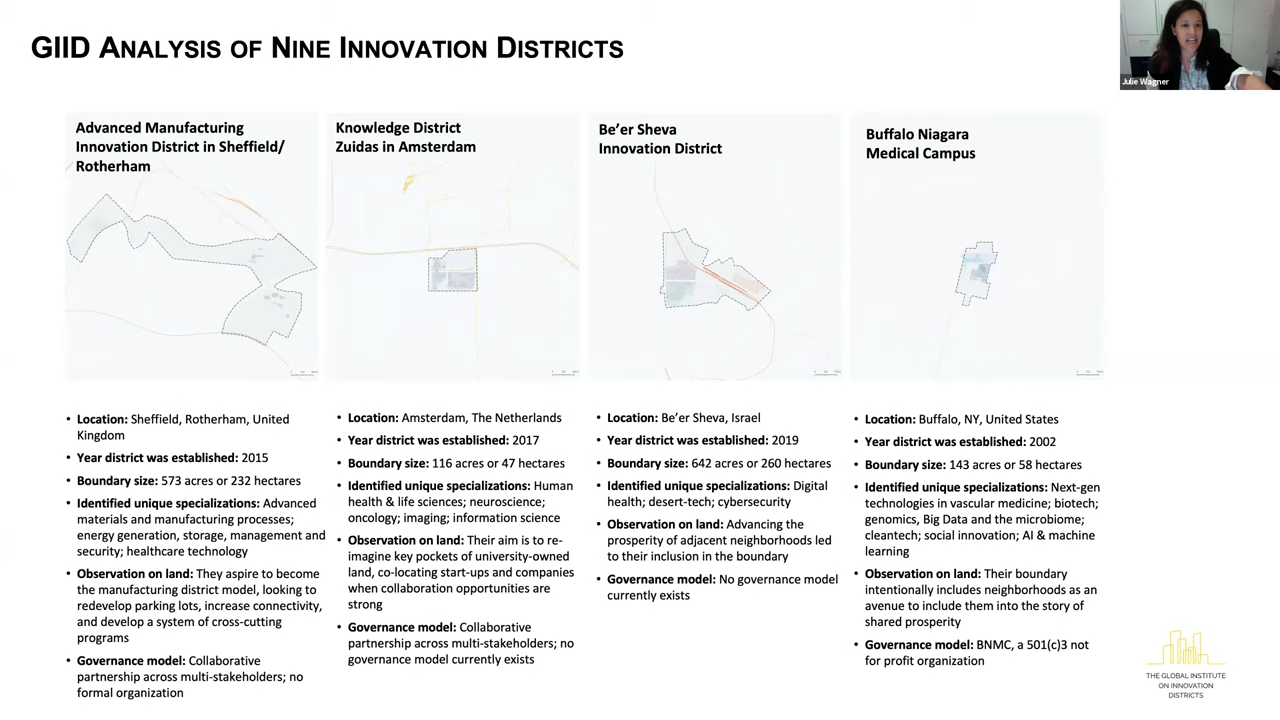 GIID ANALYSIS OF NINE INNOVATION DISTRICTS
Julie Wagner
Advanced Manufacturing
Innovation District in Sheffield/
Rotherham
Knowledge District
Zuidas in Amsterdam
Be'er Sheva
Innovation District
Buffalo Niagara
Medical Campus
• Location: Sheffield, Rotherham, United
Kingdom
• Year district was established: 2015
• Boundary size: 573 acres or 232 hectares
• Identified unique specializations: Advanced
materials and manufacturing processes;
energy generation, storage, management and
security; healthcare technology
• Observation on land: They aspire to become
the manufacturing district model, looking to
redevelop parking lots, increase connectivity,
and develop a system of cross-cutting
programs
• Governance model: Collaborative
partnership across multi-stakeholders; no
formal organization
• Location: Amsterdam, The Netherlands
• Year district was established: 2017
• Boundary size: 116 acres or 47 hectares
• Identified unique specializations: Human
health & life sciences; neuroscience;
oncology; imaging; information science
• Observation on land: Their aim is to re-
imagine key pockets of university-owned
land, co-locating start-ups and companies
when collaboration opportunities are
strong
• Governance model: Collaborative
partnership across multi-stakeholders; no
governance model currently exists
• Location: Be'er Sheva, Israel
• Year district was established: 2019
• Boundary size: 642 acres or 260 hectares
• Identified unique specializations: Digital
health; desert-tech; cybersecurity
• Observation on land: Advancing the
prosperity of adjacent neighborhoods led
to their inclusion in the boundary
• Governance model: No governance model
currently exists
• Location: Buffalo, NY, United States
• Year district was established: 2002
• Boundary size: 143 acres or 58 hectares
• Identified unique specializations: Next-gen
technologies in vascular medicine; biotech;
genomics, Big Data and the microbiome;
cleantech; social innovation; AI & machine
learning
• Observation on land: Their boundary
intentionally includes neighborhoods as an
avenue to include them into the story of
shared prosperity
• Governance model: BNMC, a 501(c)3 not
for profit organization
THE GLOBAL INSTITUTE
ON INNOVATION
DISTRICTS